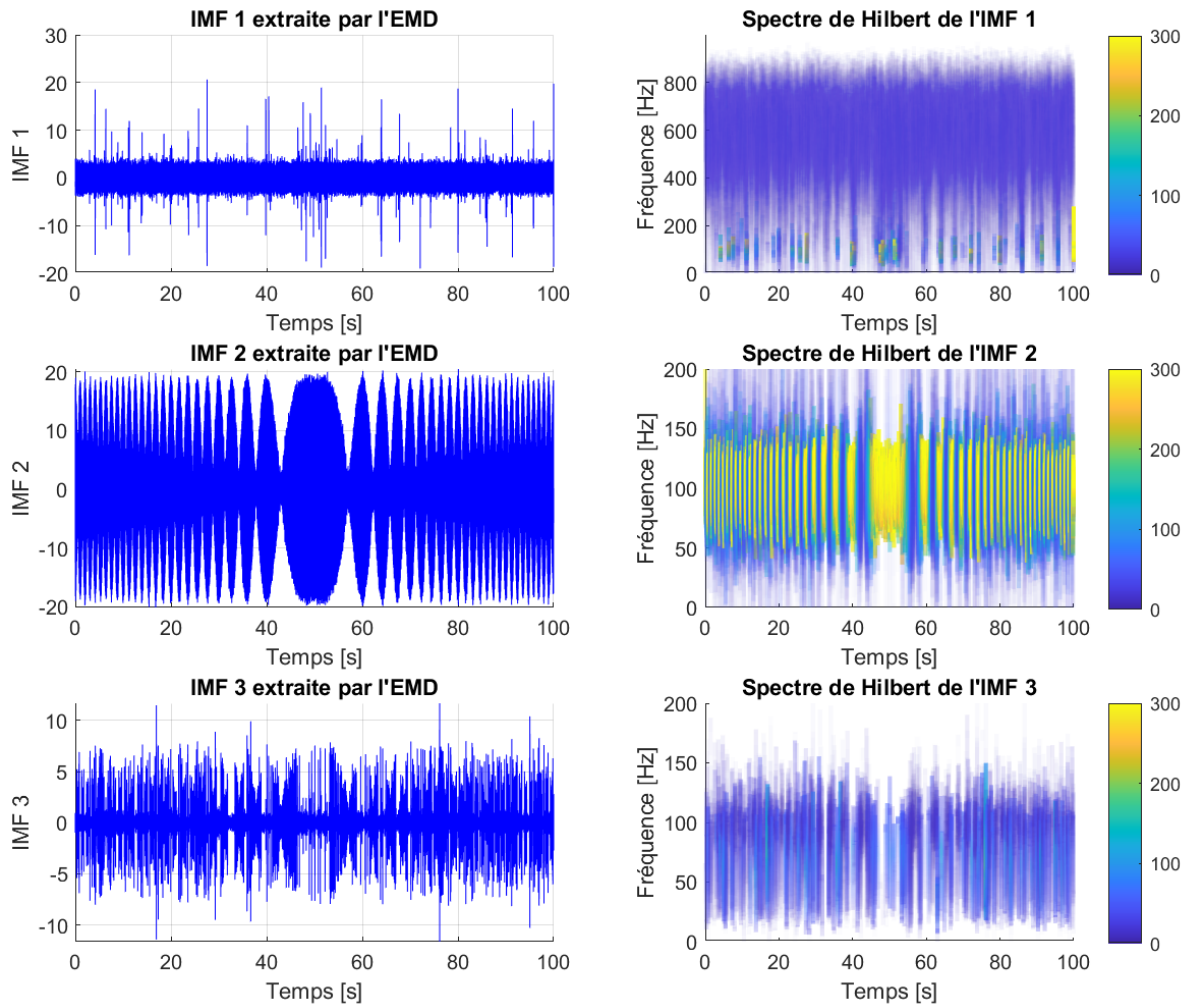 IMF 1 extraite par l'EMD
30
20
10
0
-10
-20
IMF 1
0 20 40 60 80 100
Temps [s]
Spectre de Hilbert de l'IMF 1
800
600
400
200
0
Fréquence [Hz]
0 20 40 60 80 100
Temps [s]
300
200
100
0
IMF 2 extraite par l'EMD
20
10
0
-10
-20
IMF 2
0 20 40 60 80 100
Temps [s]
Spectre de Hilbert de l'IMF 2
200
150
100
50
0
Fréquence [Hz]
0 20 40 60 80 100
Temps [s]
300
200
100
0
IMF 3 extraite par l'EMD
10
5
0
-5
-10
IMF 3
0 20 40 60 80 100
Temps [s]
Spectre de Hilbert de l'IMF 3
200
150
100
50
0
Fréquence [Hz]
0 20 40 60 80 100
Temps [s]
300
200
100
0